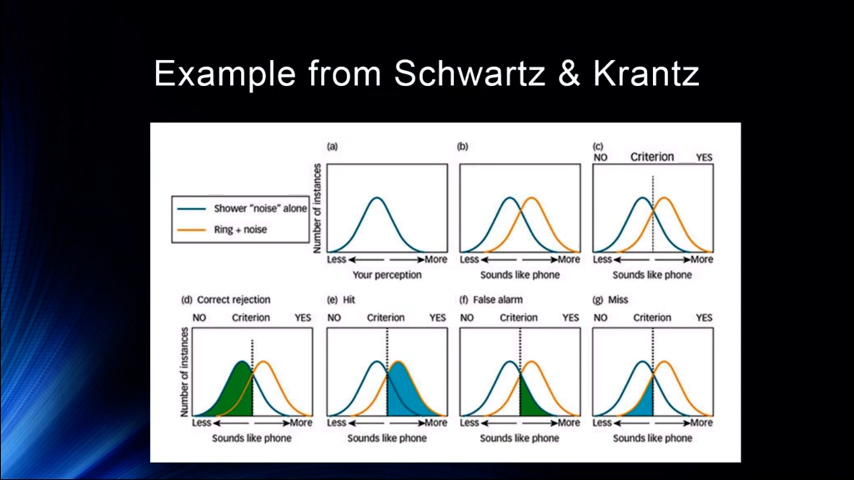 Example from Schwartz & Krantz
Shower "noise" alone
Ring + noise
(a)
Number of instances
Less More
Your perception
(b)
Less More
Sounds like phone
(c)
NO Criterion YES
Less More
Sounds like phone
(d) Correct rejection
NO Criterion YES
Number of instances
Less More
Sounds like phone
(e) Hit
NO Criterion YES
Less More
Sounds like phone
(f) False alarm
NO Criterion YES
Less More
Sounds like phone
(g) Miss
NO Criterion YES
Less More
Sounds like phone